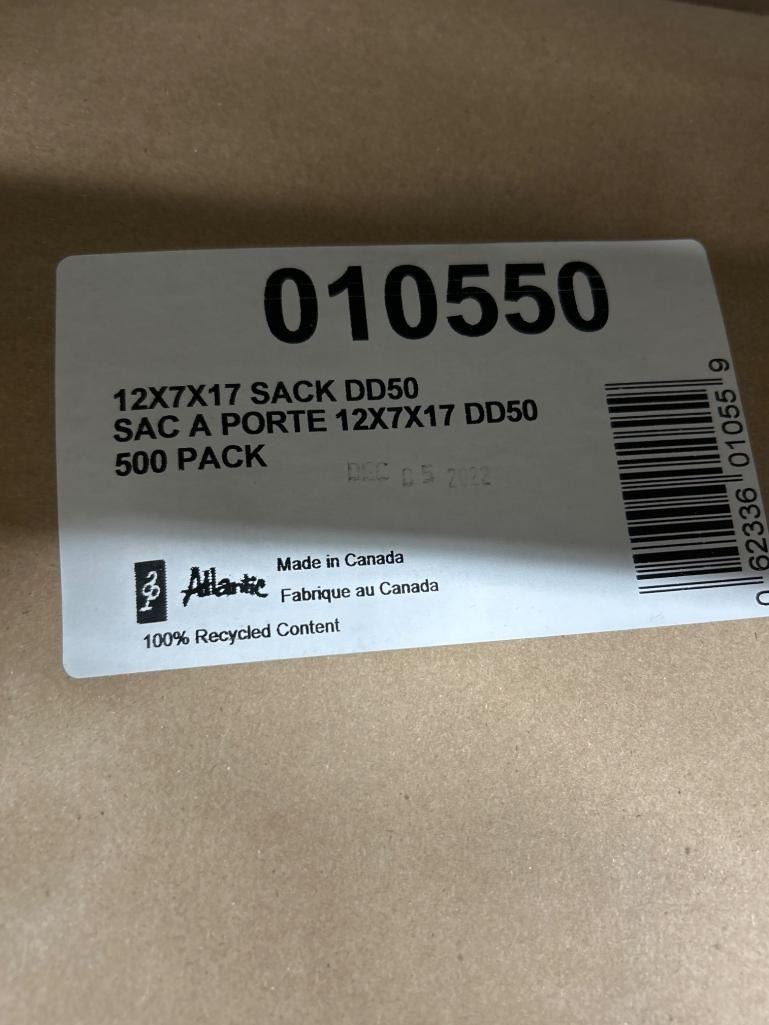 010550
12X7X17 SACK DD50
SAC A PORTE 12X7X17 DD50
500 PACK
DEC 05 2022
Atlantic
Made in Canada
Fabrique au Canada
100% Recycled Content
0 62336 01055 9